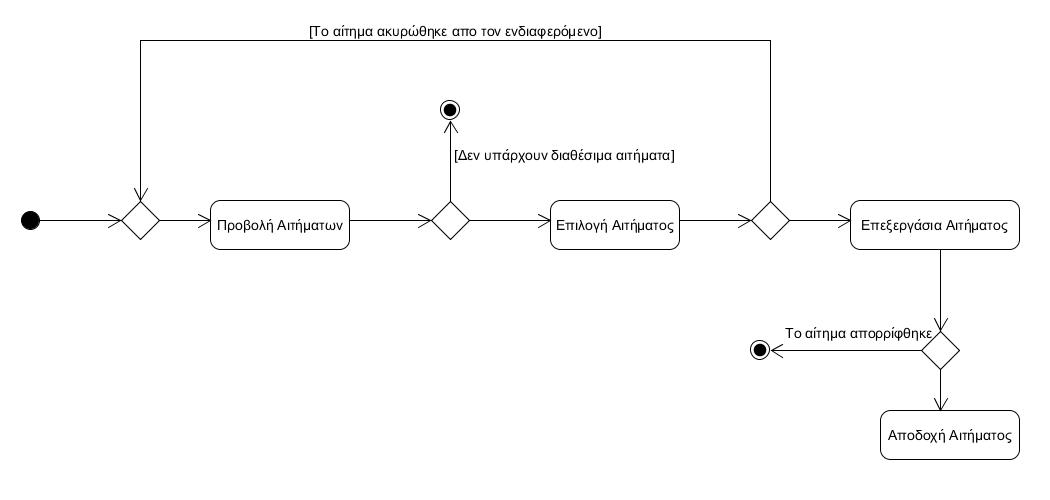 [Το αίτημα ακυρώθηκε απο τον ενδιαφερόμενο]
[Δεν υπάρχουν διαθέσιμα αιτήματα]
Προβολή Αιτήματων
Επιλογή Αιτήματος
Επεξεργάσια Αιτήματος
Το αίτημα απορρίφθηκε
Αποδοχή Αιτήματος